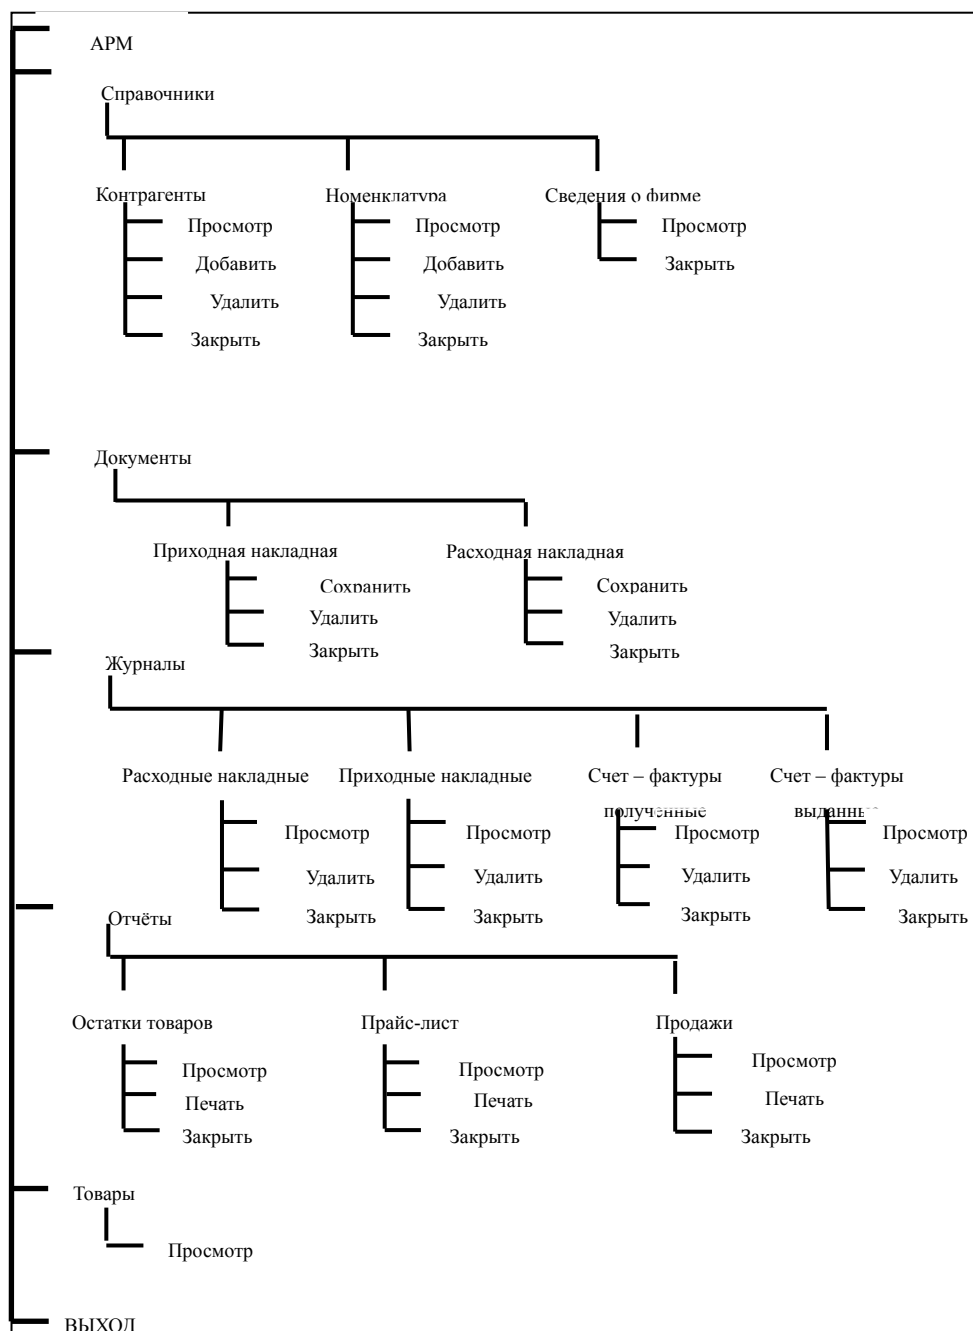 АРМ
Справочники
Контрагенты Номенклатура Сведения о фирме
Просмотр Просмотр Просмотр
Добавить Добавить Закрыть
Удалить Удалить
Закрыть Закрыть
Документы
Приходная накладная Расходная накладная
Сохранить Сохранить
Удалить Удалить
Закрыть Закрыть
Журналы
Расходные накладные Приходные накладные Счет – фактуры Счет – фактуры
полученные выданные
Просмотр Просмотр Просмотр Просмотр
Удалить Удалить Удалить Удалить
Закрыть Закрыть Закрыть Закрыть
Отчёты
Остатки товаров Прайс-лист Продажи
Просмотр Просмотр Просмотр
Печать Печать Печать
Закрыть Закрыть Закрыть
Товары
Просмотр
ВЫХОД